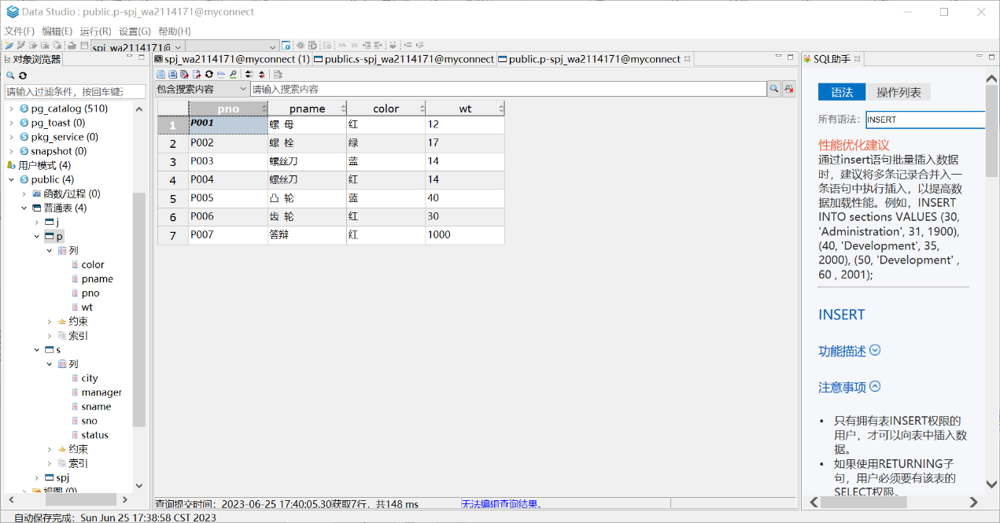 Data Studio : public.p-spj_wa2114171@myconnect
文件(F) 编辑(E) 运行(R) 设置(G) 帮助(H)
spj_wa2114171@
对象浏览器
spj_wa2114171@myconnect (1) public.s-spj_wa2114171@myconnect public.p-spj_wa2114171@myconnect
SQL助手
请输入过滤条件，按回车键
包含搜索内容 请输入搜索内容
pg_catalog (510)
pg_toast (0)
pkg_service (0)
snapshot (0)
用户模式 (4)
public (4)
函数/过程 (0)
普通表 (4)
j
p
列
color
pname
pno
wt
约束
索引
s
列
city
manager
sname
sno
status
约束
索引
spj
视图 (0)
pno pname color wt
1 P001 螺 母 红 12
2 P002 螺 栓 绿 17
3 P003 螺丝刀 蓝 14
4 P004 螺丝刀 红 14
5 P005 凸 轮 蓝 40
6 P006 齿 轮 红 30
7 P007 答辩 红 1000
查询提交时间：2023-06-25 17:40:05.30获取7行，共148 ms 无法编辑查询结果。
语法 操作列表
所有语法： INSERT
性能优化建议
通过insert语句批量插入数据
时，建议将多条记录合并入一
条语句中执行插入，以提高数
据加载性能。例如，INSERT
INTO sections VALUES (30,
'Administration', 31, 1900),
(40, 'Development', 35,
2000), (50, 'Development' ,
60 , 2001);
INSERT
功能描述
注意事项
• 只有拥有表INSERT权限的
用户，才可以向表中插入数
据。
• 如果使用RETURNING子
句，用户必须要有该表的
SELECT权限。
自动保存完成：Sun Jun 25 17:38:58 CST 2023